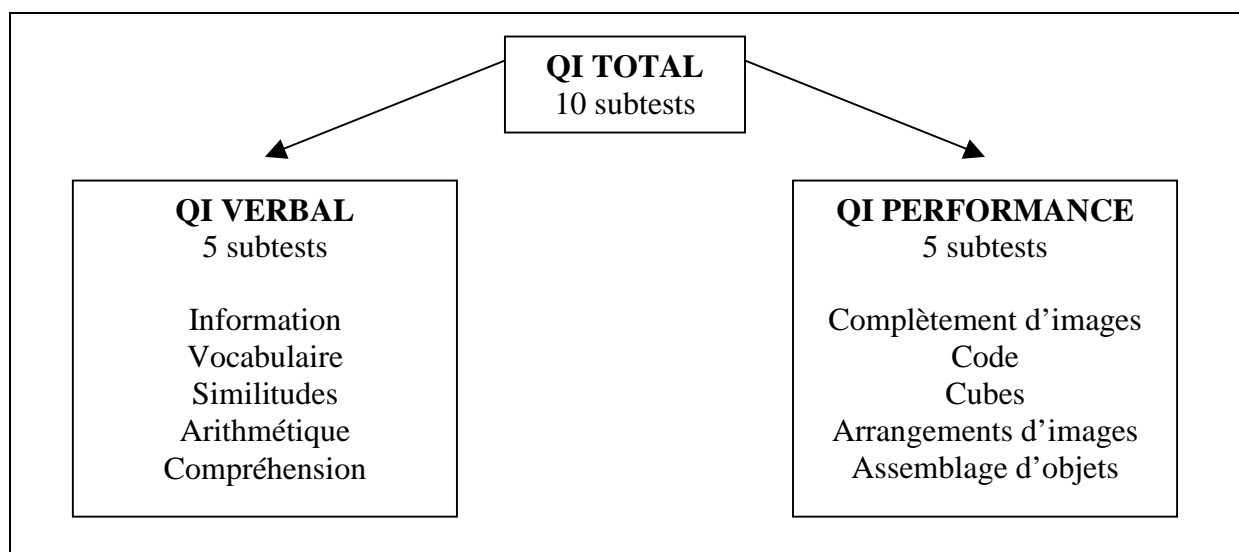 QI TOTAL
10 subtests
QI VERBAL
5 subtests
Information
Vocabulaire
Similitudes
Arithmétique
Compréhension
QI PERFORMANCE
5 subtests
Complètement d’images
Code
Cubes
Arrangements d’images
Assemblage d’objets